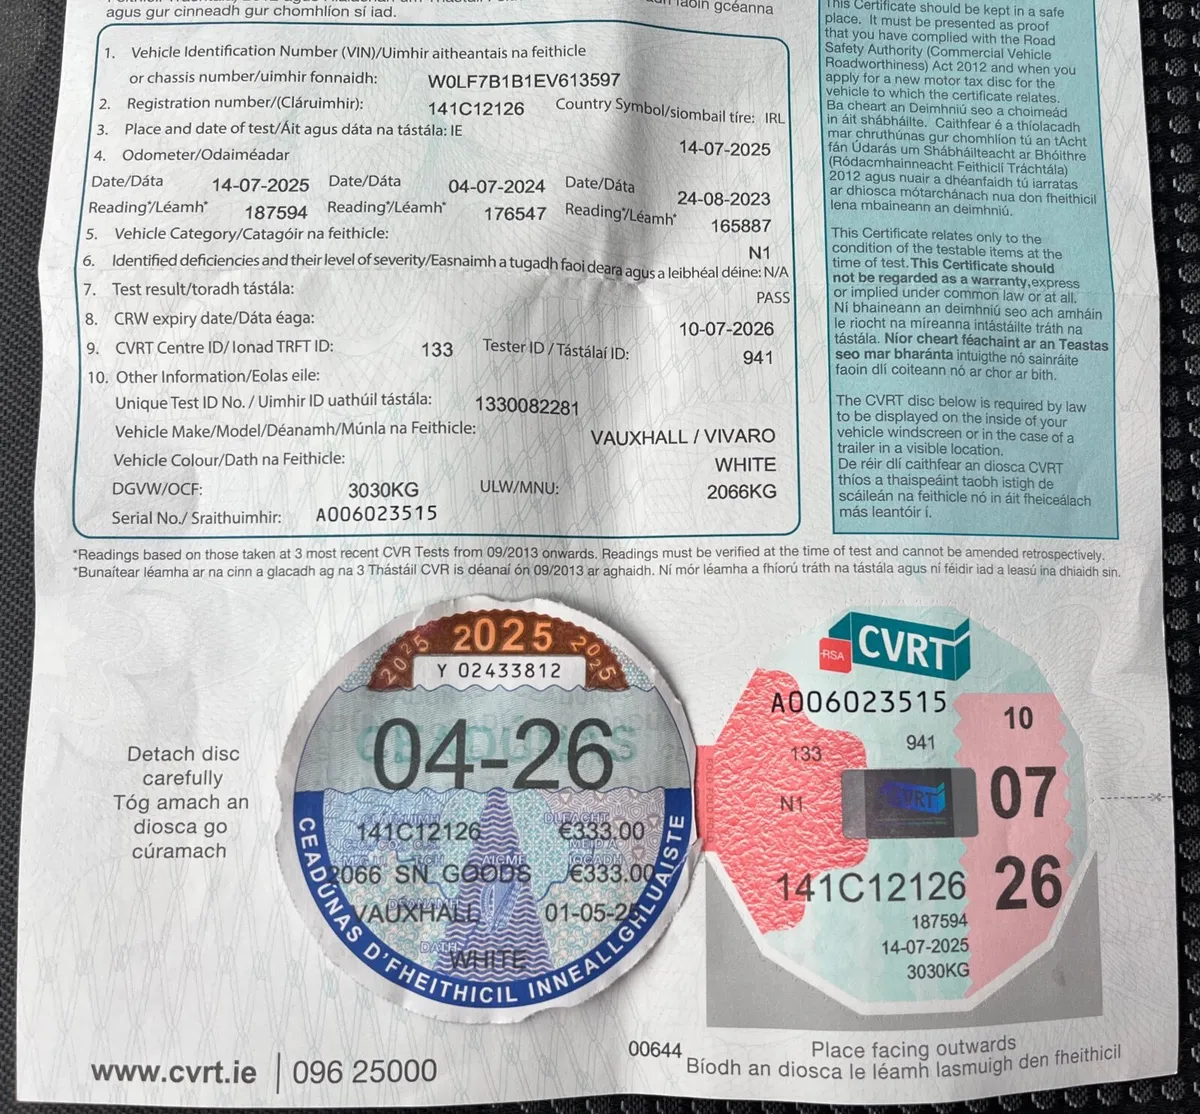 agus gur cinneadh gur chomhlíon sí iad.
laoin gcéanna
1. Vehicle Identification Number (VIN)/Uimhir aitheantais na feithicle
or chassis number/uimhir fonnaidh: W0LF7B1B1EV613597
2. Registration number/(Cláruimhir): 141C12126 Country Symbol/siombail tíre: IRL
3. Place and date of test/Áit agus dáta na tástála: IE 14-07-2025
4. Odometer/Odaiméadar
Date/Dáta 14-07-2025 Date/Dáta 04-07-2024 Date/Dáta 24-08-2023
Reading*/Léamh* 187594 Reading*/Léamh* 176547 Reading*/Léamh* 165887
5. Vehicle Category/Catagóir na feithicle: N1
6. Identified deficiencies and their level of severity/Easnaimh a tugadh faoi deara agus a leibhéal déine: N/A
7. Test result/toradh tástála: PASS
8. CRW expiry date/Dáta éaga: 10-07-2026
9. CVRT Centre ID/ Ionad TRFT ID: 133 Tester ID / Tástálaí ID: 941
10. Other Information/Eolas eile:
Unique Test ID No. / Uimhir ID uathúil tástála: 1330082281
Vehicle Make/Model/Déanamh/Múnla na Feithicle: VAUXHALL / VIVARO
Vehicle Colour/Dath na Feithicle: WHITE
DGVW/OCF: 3030KG ULW/MNU: 2066KG
Serial No./ Sraithuimhir: A006023515
This Certificate should be kept in a safe
place. It must be presented as proof
that you have complied with the Road
Safety Authority (Commercial Vehicle
Roadworthiness) Act 2012 and when you
apply for a new motor tax disc for the
vehicle to which the certificate relates.
Ba cheart an Deimhniú seo a choimeád
in áit shábháilte. Caithfear é a thíolacadh
mar chruthúnas gur chomhlíon tú an tAcht
fán Údarás um Shábháilteacht ar Bhóithre
(Ródacmhainneacht Feithiclí Tráchtála)
2012 agus nuair a dhéanfaidh tú iarratas
ar dhiosca mótarchánach nua don fheithicil
lena mbaineann an deimhniú.
This Certificate relates only to the
condition of the testable items at the
time of test. This Certificate should
not be regarded as a warranty, express
or implied under common law or at all.
Ní bhaineann an deimhniú seo ach amháin
le riocht na míreanna intástáilte tráth na
tástála. Níor cheart féachaint ar an Teastas
seo mar bharánta intuigthe nó sainráite
faoin dlí coiteann nó ar chor ar bith.
The CVRT disc below is required by law
to be displayed on the inside of your
vehicle windscreen or in the case of a
trailer in a visible location.
De réir dlí caithfear an diosca CVRT
thíos a thaispeáint taobh istigh de
scáileán na feithicle nó in áit fheiceálach
más leantóir í.
*Readings based on those taken at 3 most recent CVR Tests from 09/2013 onwards. Readings must be verified at the time of test and cannot be amended retrospectively.
*Bunaítear léamha ar na cinn a glacadh ag na 3 Thástáil CVR is déanaí ón 09/2013 ar aghaidh. Ní mór léamha a fhíorú tráth na tástála agus ní féidir iad a leasú ina dhiaidh sin.
Detach disc
carefully
Tóg amach an
diosca go
cúramach
2025 2025 2025
Y 02433812
04-26
141C12126 €333.00
2066 SN GOODS €333.00
VAUXHALL 01-05-25
DATH
WHITE
CEADÚNAS D'FHEITHICIL INNEALLGHLUAISTE
RSA CVRT
A006023515
10
941
133
07
CVRT
N1
26
141C12126
187594
14-07-2025
3030KG
www.cvrt.ie | 096 25000
00644
Place facing outwards
Bíodh an diosca le léamh lasmuigh den fheithicil